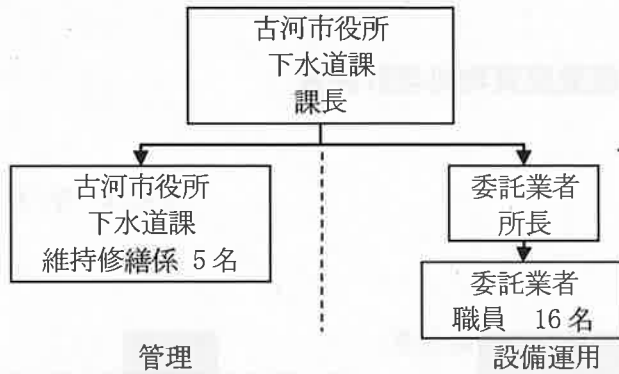 古河市役所
下水道課
課長
古河市役所
下水道課
維持修繕係 5名
委託業者
所長
委託業者
職員 16名
管理
設備運用